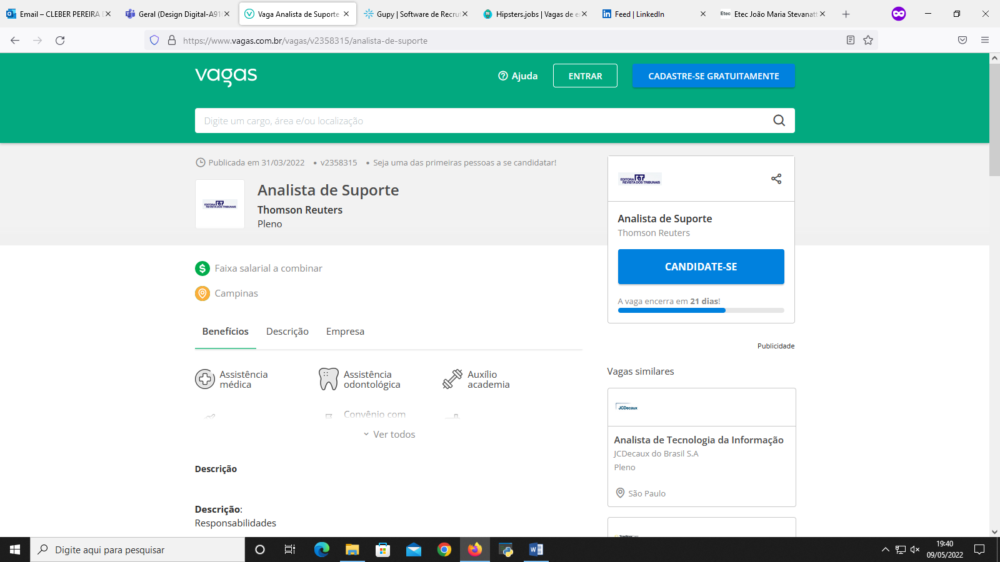 Email – CLEBER PEREIRA
Geral (Design Digital-A91
Vaga Analista de Suporte
Gupy | Software de Recru
Hipsters.jobs | Vagas de e
Feed | LinkedIn
Etec
Etec João Maria Stevanatt
https://www.vagas.com.br/vagas/v2358315/analista-de-suporte
vagas
Ajuda
ENTRAR
CADASTRE-SE GRATUITAMENTE
Digite um cargo, área e/ou localização
Publicada em 31/03/2022 • v2358315 • Seja uma das primeiras pessoas a se candidatar!
EDITORA RT
REVISTA DOS TRIBUNAIS
Analista de Suporte
Thomson Reuters
Pleno
EDITORA RT
REVISTA DOS TRIBUNAIS
Analista de Suporte
Thomson Reuters
CANDIDATE-SE
A vaga encerra em 21 dias!
Faixa salarial a combinar
Campinas
Benefícios Descrição Empresa
Assistência
médica
Assistência
odontológica
Auxílio
academia
Convênio com
Ver todos
Descrição
Descrição:
Responsabilidades
Publicidade
Vagas similares
JCDecaux
Analista de Tecnologia da Informação
JCDecaux do Brasil S.A
Pleno
São Paulo
Digite aqui para pesquisar
19:40
09/05/2022